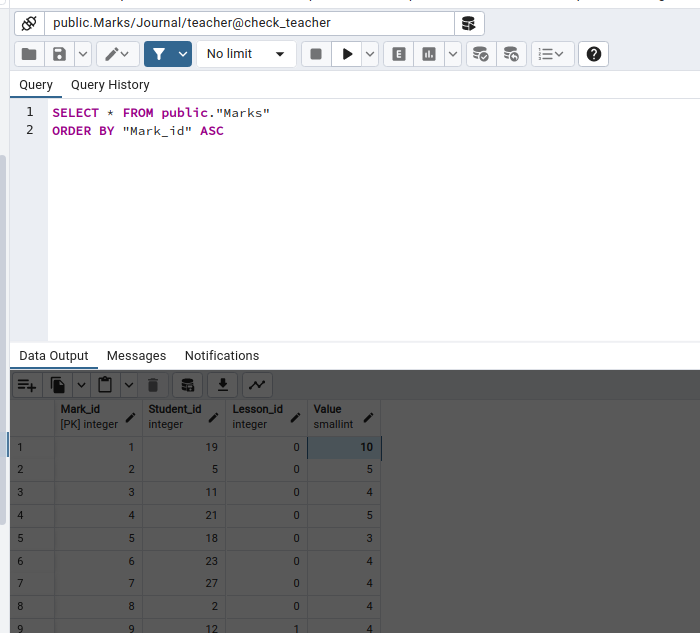 public.Marks/Journal/teacher@check_teacher
No limit
E
Query Query History
1 SELECT * FROM public."Marks"
2 ORDER BY "Mark_id" ASC
Data Output Messages Notifications
Mark_id Student_id Lesson_id Value
[PK] integer integer integer smallint
1 1 19 0 10
2 2 5 0 5
3 3 11 0 4
4 4 21 0 5
5 5 18 0 3
6 6 23 0 4
7 7 27 0 4
8 8 2 0 4
9 9 12 1 4